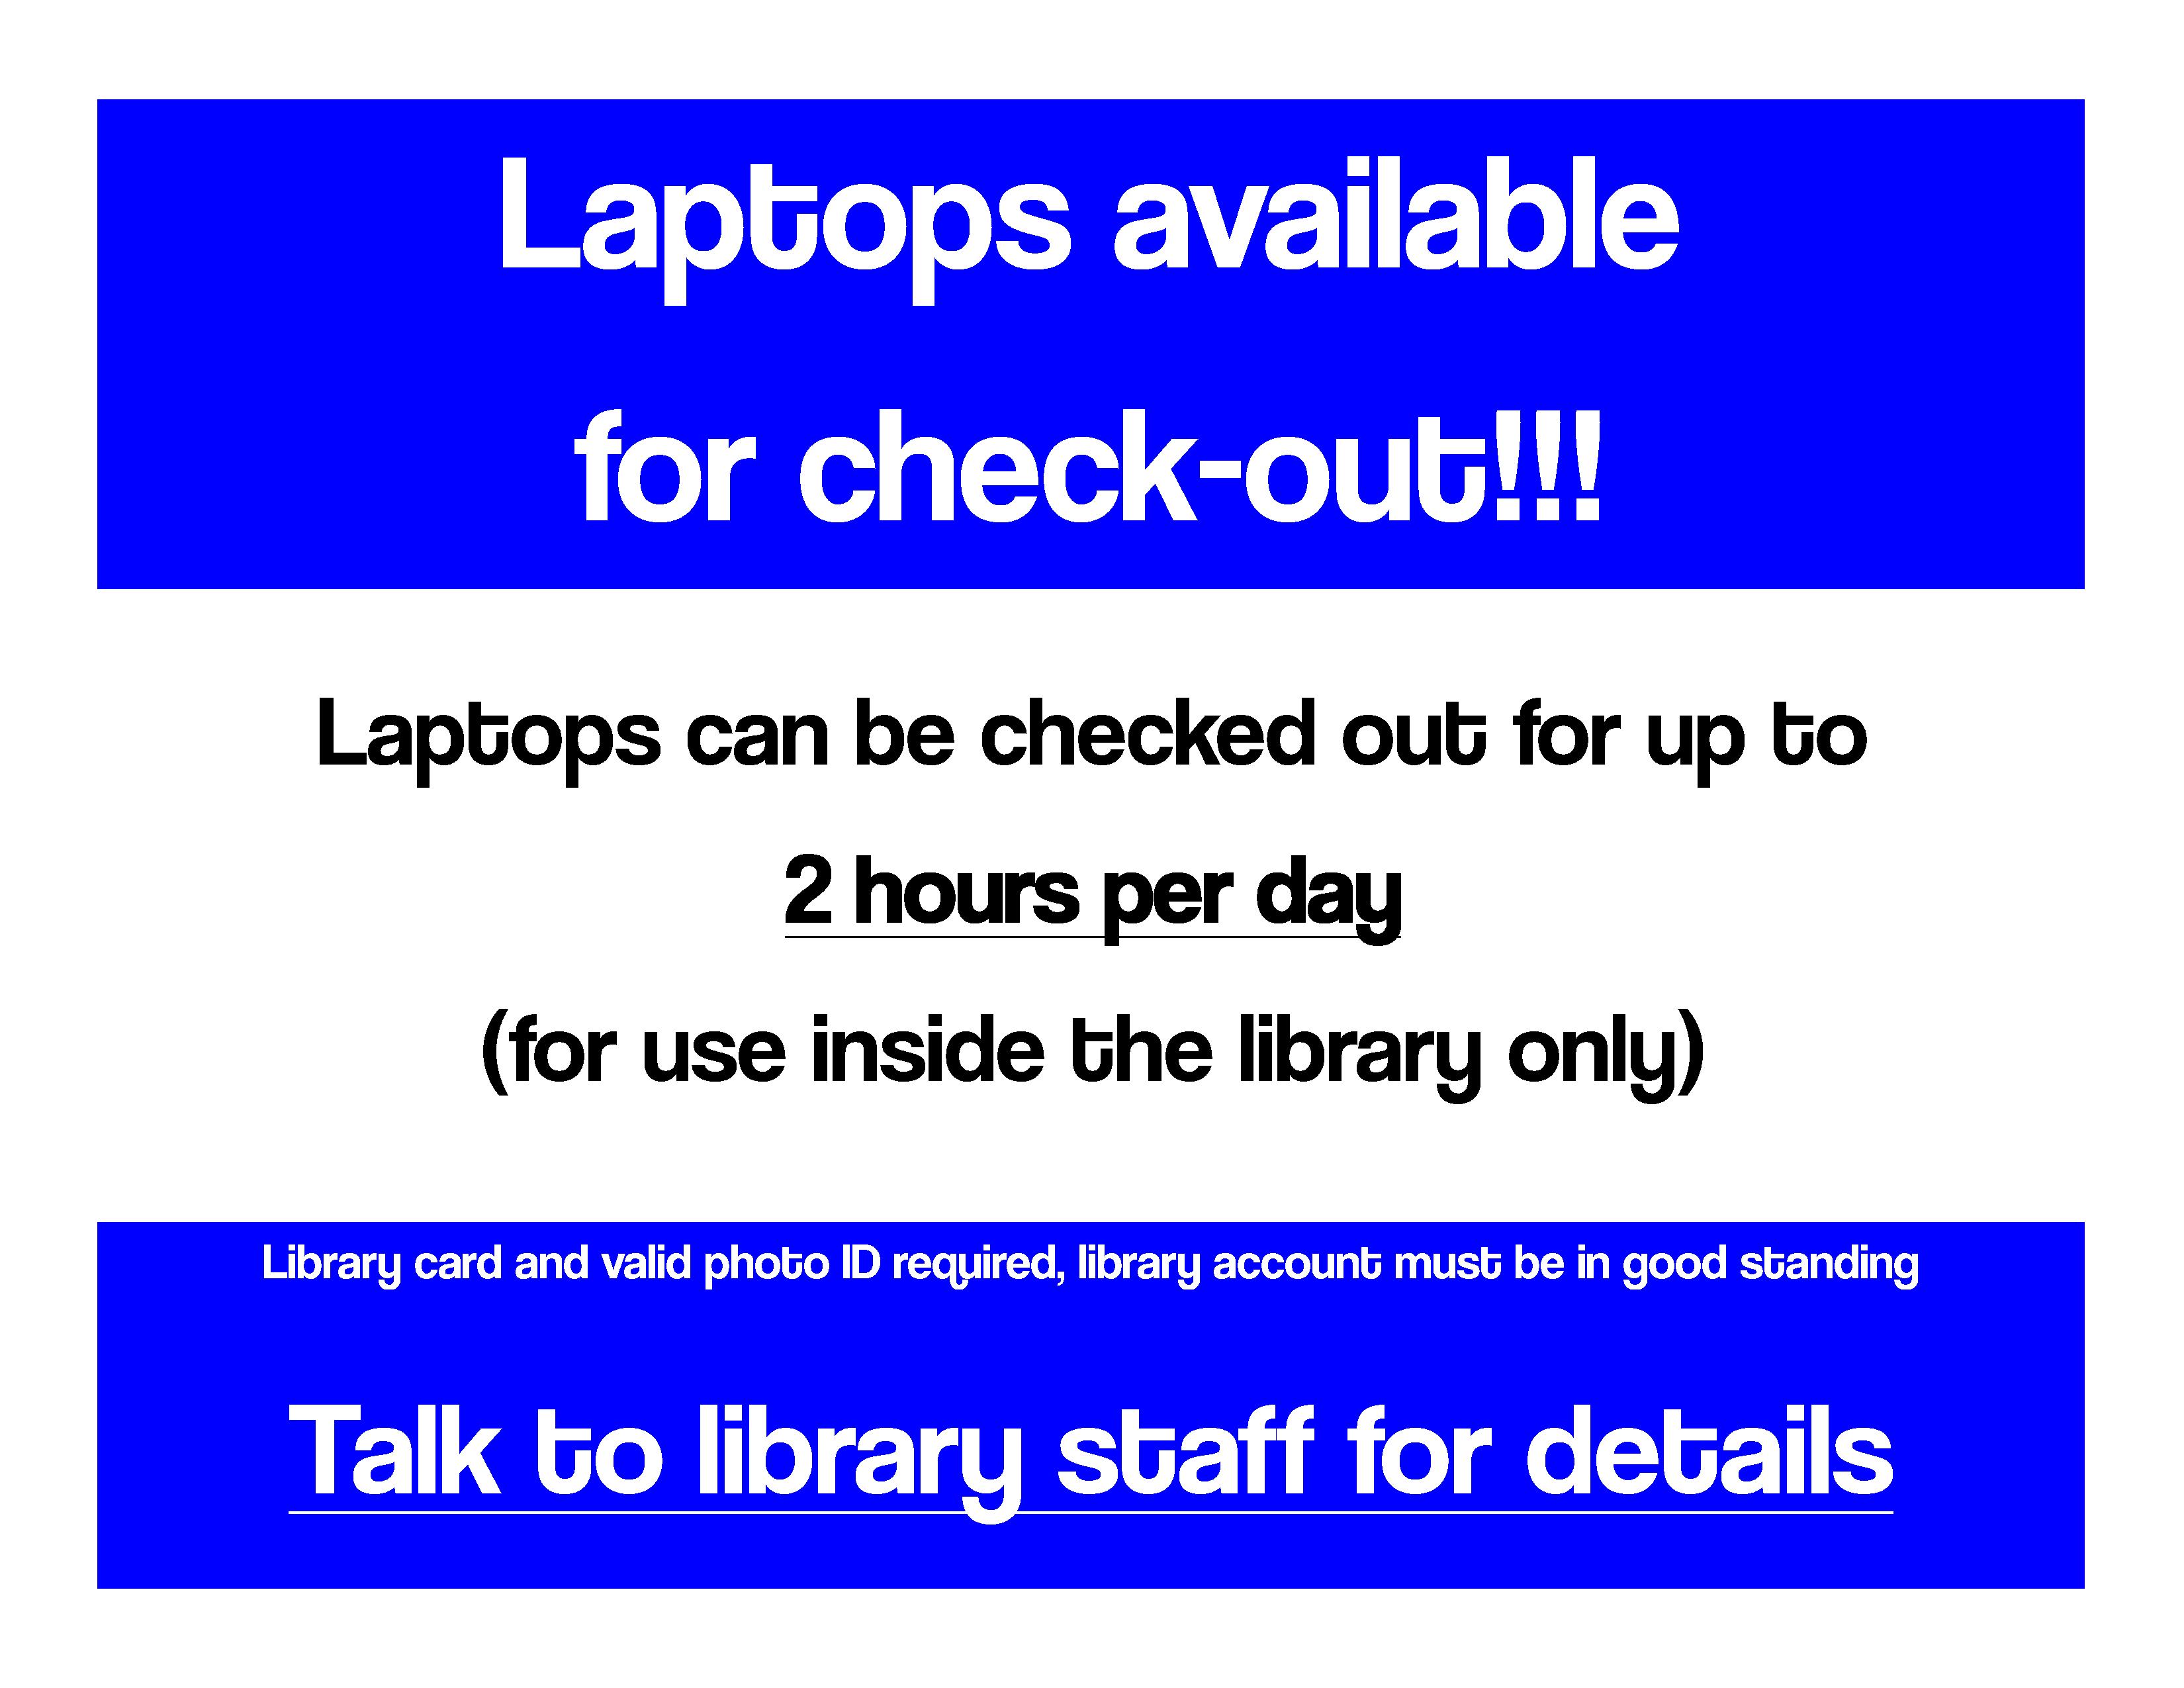 Laptops available
for check-out!!!
Laptops can be checked out for up to
2 hours per day
(for use inside the library only)
Library card and valid photo ID required, library account must be in good standing
Talk to library staff for details